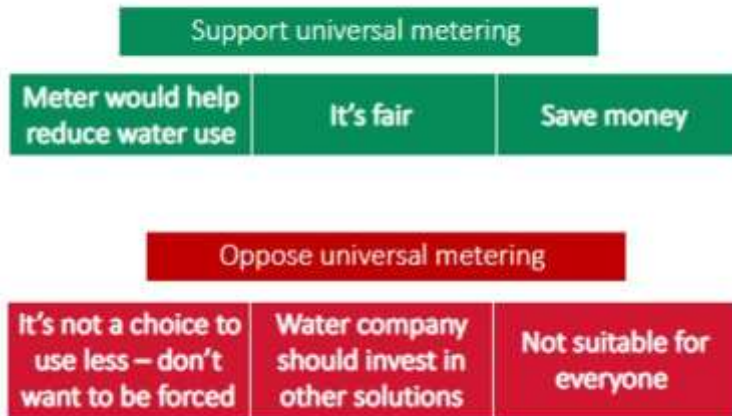 Support universal metering
Meter would help
reduce water use
It's fair
Save money
Oppose universal metering
It's not a choice to
use less – don't
want to be forced
Water company
should invest in
other solutions
Not suitable for
everyone